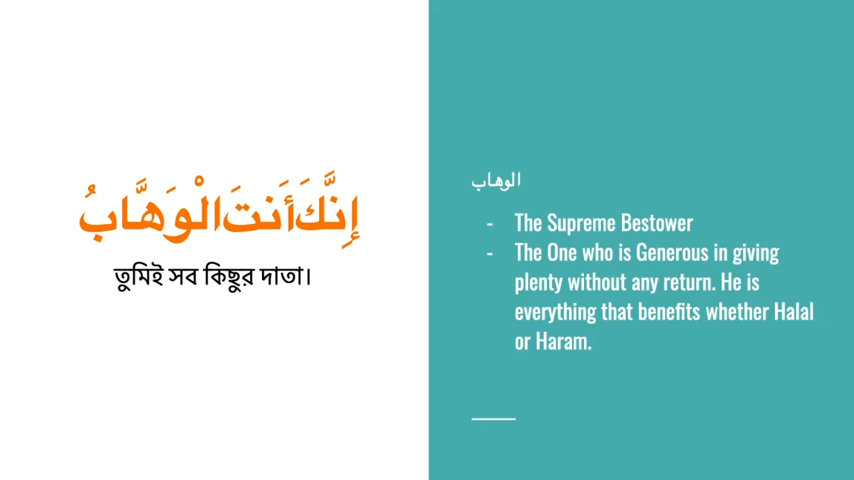 إِنَّكَ أَنتَ الْوَهَّابُ
তুমিই সব কিছুর দাতা।
الوهاب
- The Supreme Bestower
- The One who is Generous in giving
plenty without any return. He is
everything that benefits whether Halal
or Haram.